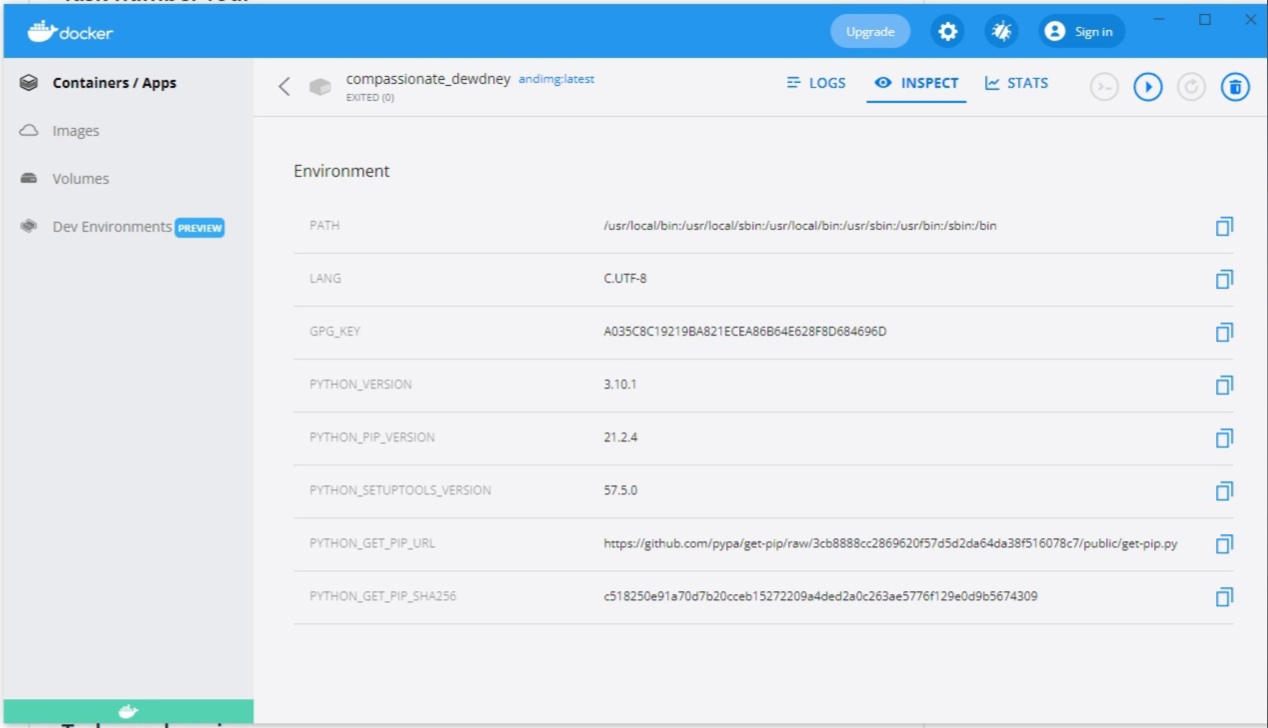 docker
Upgrade
Sign in
Containers / Apps
Images
Volumes
Dev Environments PREVIEW
compassionate_dewdney andimg:latest
EXITED (0)
LOGS
INSPECT
STATS
Environment
PATH /usr/local/bin:/usr/local/sbin:/usr/local/bin:/usr/sbin:/usr/bin:/sbin:/bin
LANG C.UTF-8
GPG_KEY A035C8C19219BA821ECEA86B64E628F8D684696D
PYTHON_VERSION 3.10.1
PYTHON_PIP_VERSION 21.2.4
PYTHON_SETUPTOOLS_VERSION 57.5.0
PYTHON_GET_PIP_URL https://github.com/pypa/get-pip/raw/3cb8888cc2869620f57d5d2da64da38f516078c7/public/get-pip.py
PYTHON_GET_PIP_SHA256 c518250e91a70d7b20cceb15272209a4ded2a0c263ae5776f129e0d9b5674309